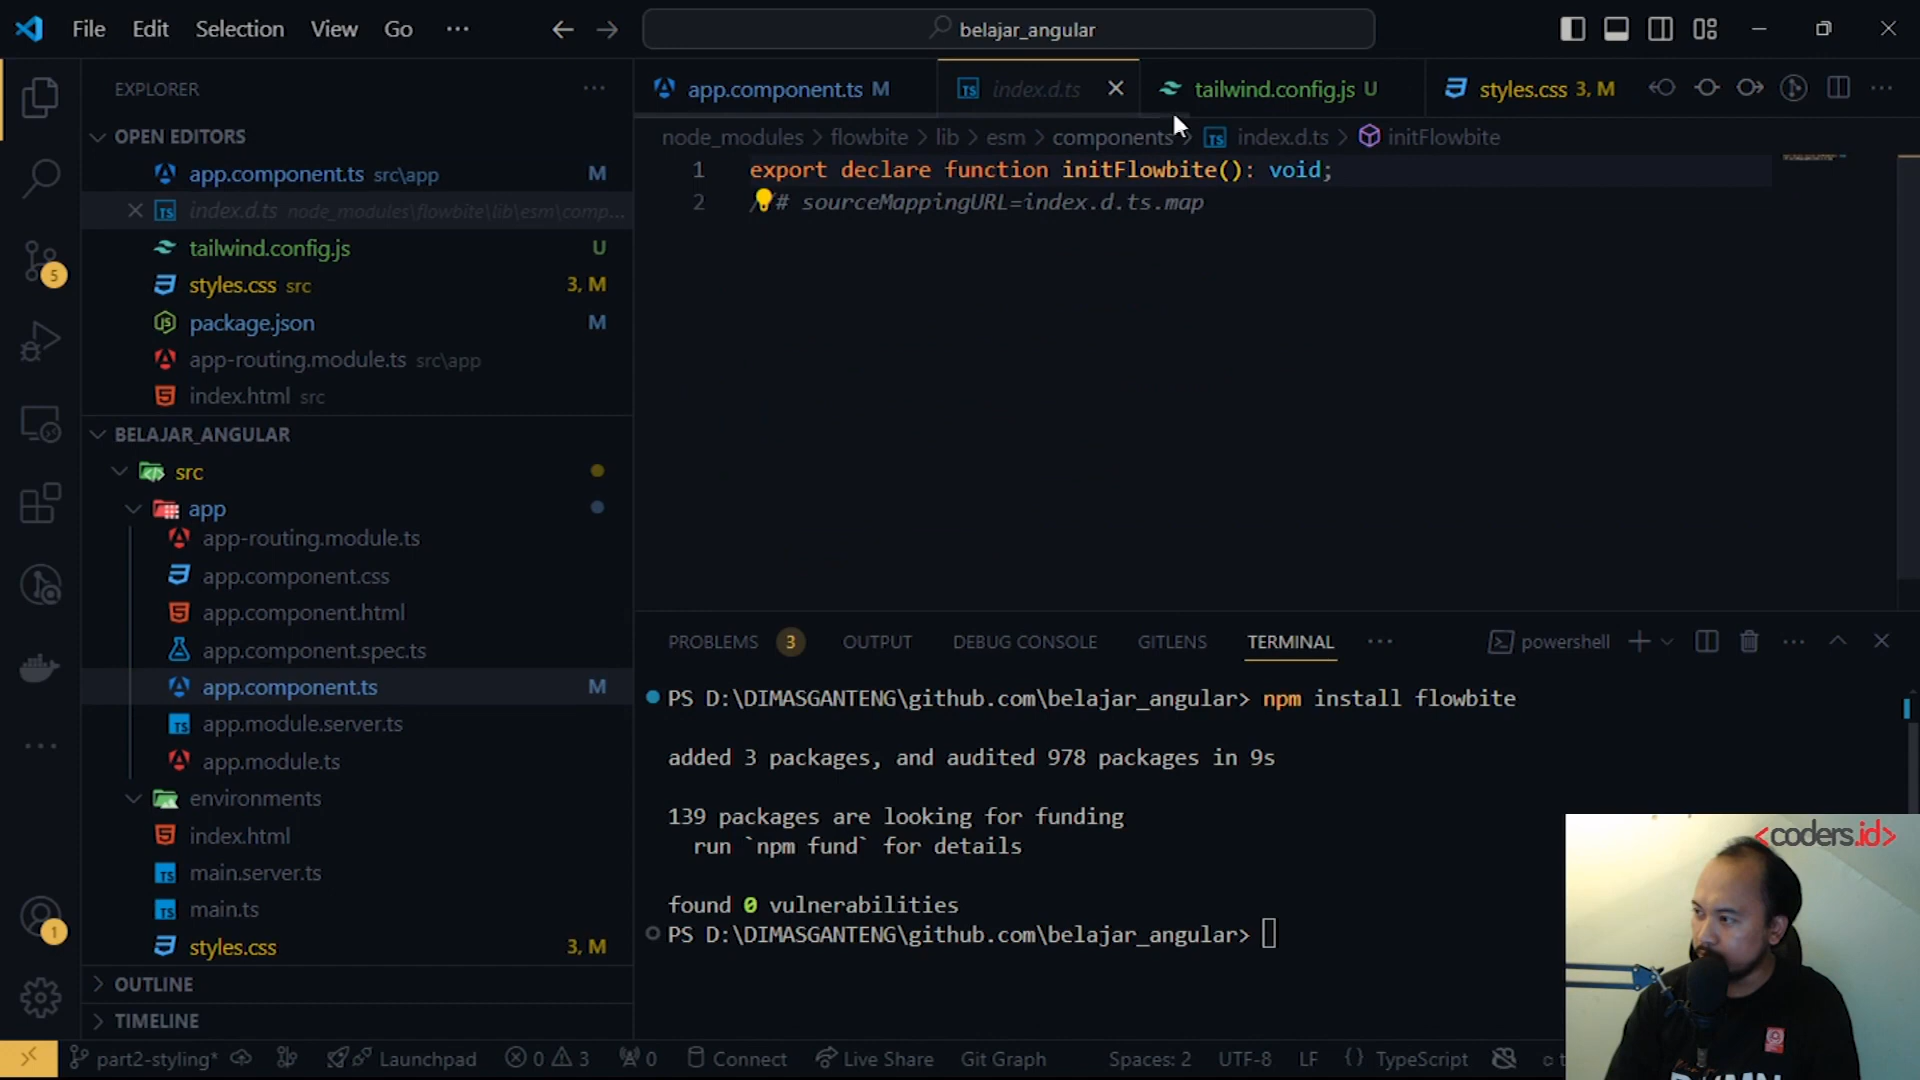 File Edit Selection View Go ···
belajar_angular
EXPLORER
OPEN EDITORS
app.component.ts src\app M
index.d.ts node_modules\flowbite\lib\esm\comp...
tailwind.config.js U
styles.css src 3, M
package.json M
app-routing.module.ts src\app
index.html src
BELAJAR_ANGULAR
src
app
app-routing.module.ts
app.component.css
app.component.html
app.component.spec.ts
app.component.ts M
app.module.server.ts
app.module.ts
environments
index.html
main.server.ts
main.ts
styles.css 3, M
OUTLINE
TIMELINE
5
1
app.component.ts M
index.d.ts
tailwind.config.js U
styles.css 3, M
node_modules > flowbite > lib > esm > components > index.d.ts > initFlowbite
1 export declare function initFlowbite(): void;
2 //# sourceMappingURL=index.d.ts.map
PROBLEMS 3 OUTPUT DEBUG CONSOLE GITLENS TERMINAL ··· powershell
PS D:\DIMASGANTENG\github.com\belajar_angular> npm install flowbite
added 3 packages, and audited 978 packages in 9s
139 packages are looking for funding
run `npm fund` for details
found 0 vulnerabilities
PS D:\DIMASGANTENG\github.com\belajar_angular>
<coders.id>
part2-styling* Launchpad 0 3 0 Connect Live Share Git Graph Spaces: 2 UTF-8 LF {} TypeScript